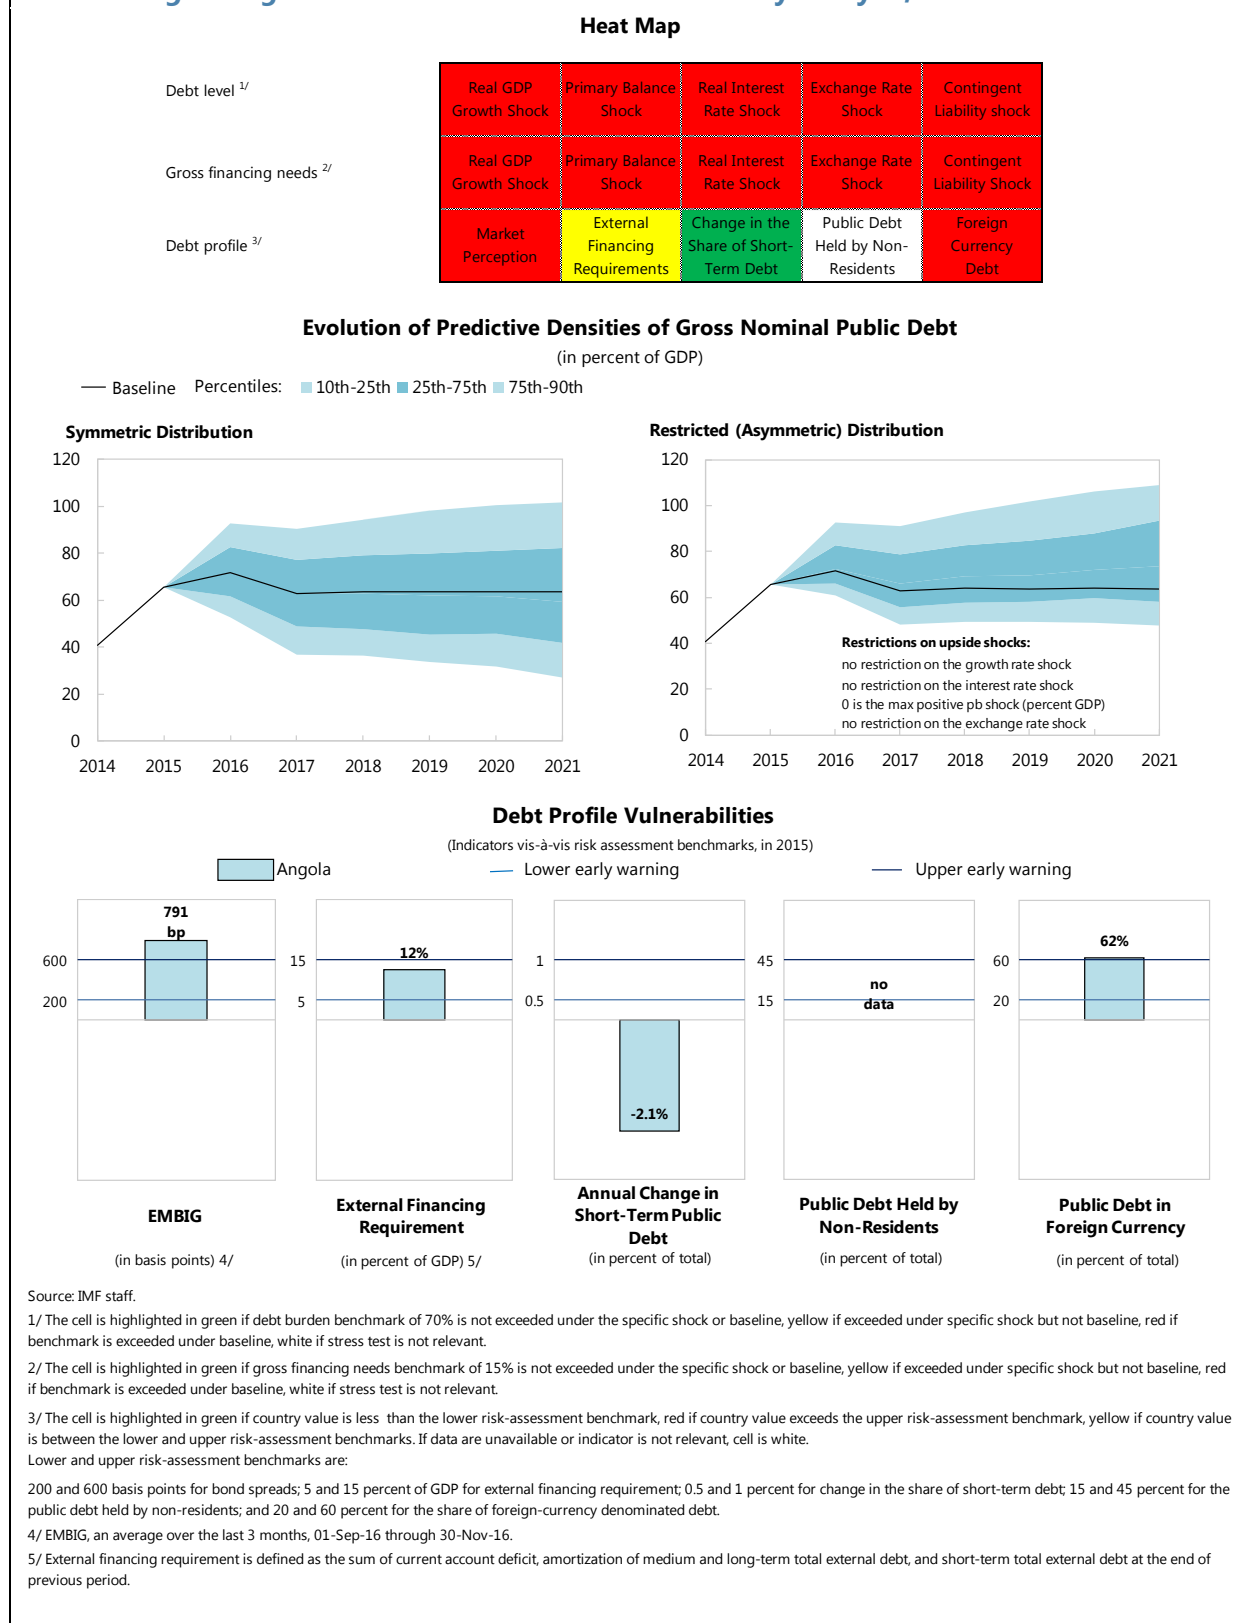 Heat Map
Debt level 1/
Real GDP Growth Shock
Primary Balance Shock
Real Interest Rate Shock
Exchange Rate Shock
Contingent Liability shock
Gross financing needs 2/
Real GDP Growth Shock
Primary Balance Shock
Real Interest Rate Shock
Exchange Rate Shock
Contingent Liability Shock
Debt profile 3/
Market Perception
External Financing Requirements
Change in the Share of Short-Term Debt
Public Debt Held by Non-Residents
Foreign Currency Debt
Evolution of Predictive Densities of Gross Nominal Public Debt
(in percent of GDP)
Baseline Percentiles: 10th-25th 25th-75th 75th-90th
Symmetric Distribution
120
100
80
60
40
20
0
2014 2015 2016 2017 2018 2019 2020 2021
Restricted (Asymmetric) Distribution
120
100
80
60
40
20
0
Restrictions on upside shocks:
no restriction on the growth rate shock
no restriction on the interest rate shock
0 is the max positive pb shock (percent GDP)
no restriction on the exchange rate shock
2014 2015 2016 2017 2018 2019 2020 2021
Debt Profile Vulnerabilities
(Indicators vis-à-vis risk assessment benchmarks, in 2015)
Angola Lower early warning Upper early warning
791
bp
600
200
EMBIG
(in basis points) 4/
12%
15
5
External Financing
Requirement
(in percent of GDP) 5/
1
0.5
-2.1%
Annual Change in
Short-Term Public
Debt
(in percent of total)
45
15
no
data
Public Debt Held by
Non-Residents
(in percent of total)
62%
60
20
Public Debt in
Foreign Currency
(in percent of total)
Source: IMF staff.
1/ The cell is highlighted in green if debt burden benchmark of 70% is not exceeded under the specific shock or baseline, yellow if exceeded under specific shock but not baseline, red if
benchmark is exceeded under baseline, white if stress test is not relevant.
2/ The cell is highlighted in green if gross financing needs benchmark of 15% is not exceeded under the specific shock or baseline, yellow if exceeded under specific shock but not baseline, red
if benchmark is exceeded under baseline, white if stress test is not relevant.
3/ The cell is highlighted in green if country value is less than the lower risk-assessment benchmark, red if country value exceeds the upper risk-assessment benchmark, yellow if country value
is between the lower and upper risk-assessment benchmarks. If data are unavailable or indicator is not relevant, cell is white.
Lower and upper risk-assessment benchmarks are:
200 and 600 basis points for bond spreads; 5 and 15 percent of GDP for external financing requirement; 0.5 and 1 percent for change in the share of short-term debt; 15 and 45 percent for the
public debt held by non-residents; and 20 and 60 percent for the share of foreign-currency denominated debt.
4/ EMBIG, an average over the last 3 months, 01-Sep-16 through 30-Nov-16.
5/ External financing requirement is defined as the sum of current account deficit, amortization of medium and long-term total external debt, and short-term total external debt at the end of
previous period.